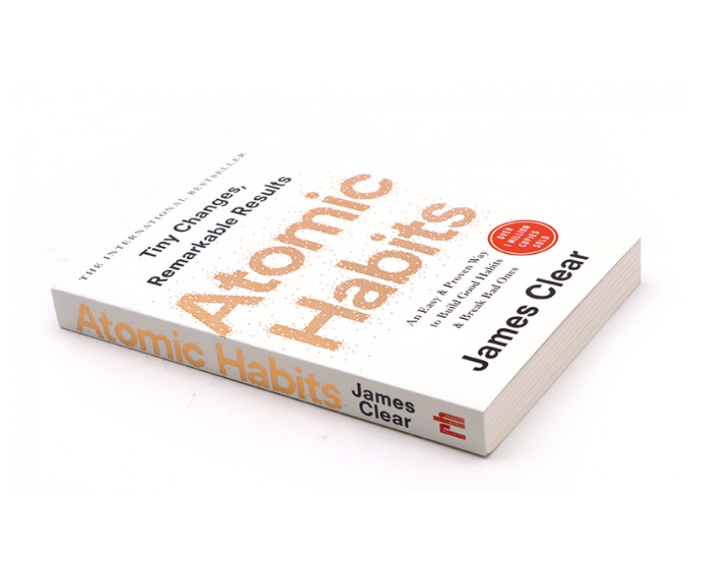 THE INTERNATIONAL BESTSELLER
Tiny Changes,
Remarkable Results
Atomic
Habits
An Easy & Proven Way
to Build Good Habits
& Break Bad Ones
OVER
1 MILLION
COPIES
SOLD
James Clear
Atomic Habits
James
Clear
rh